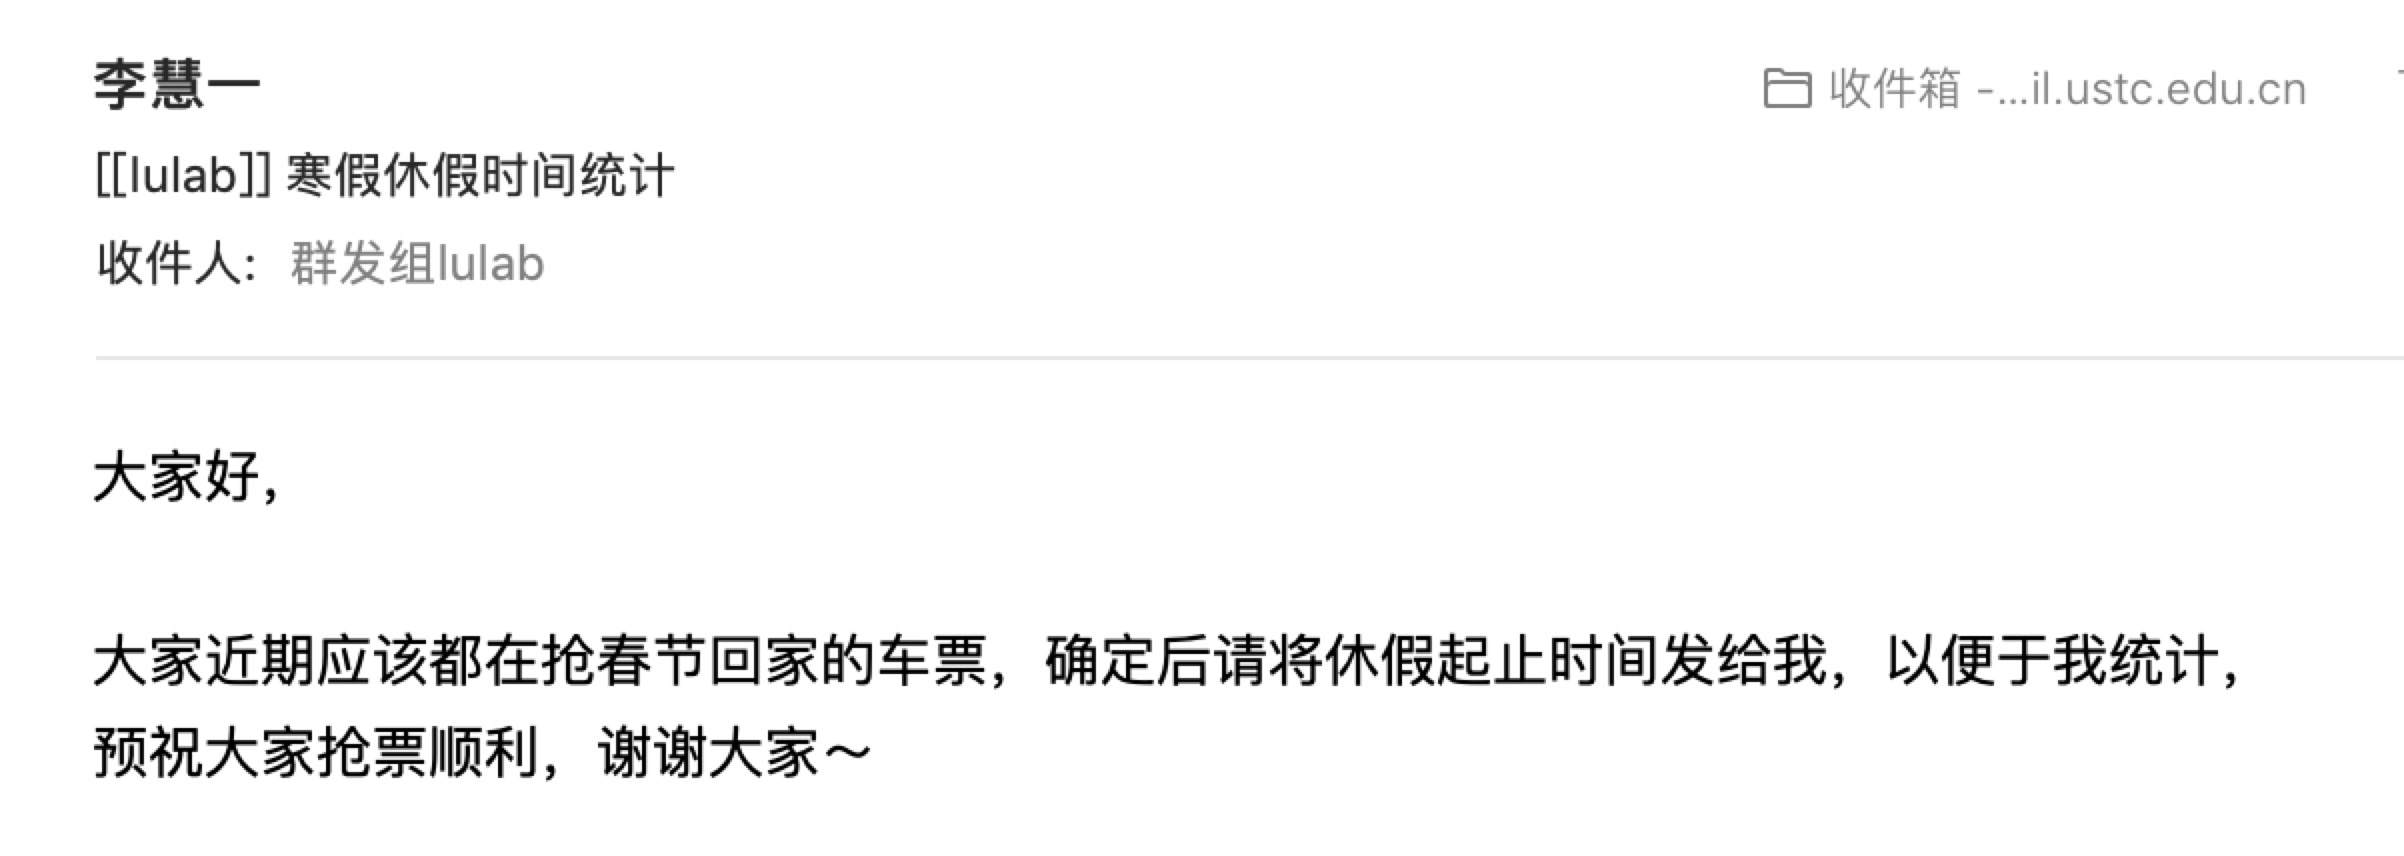 李慧一
收件箱 -...il.ustc.edu.cn
[[lulab]] 寒假休假时间统计
收件人: 群发组lulab
大家好,
大家近期应该都在抢春节回家的车票，确定后请将休假起止时间发给我，以便于我统计,
预祝大家抢票顺利，谢谢大家～